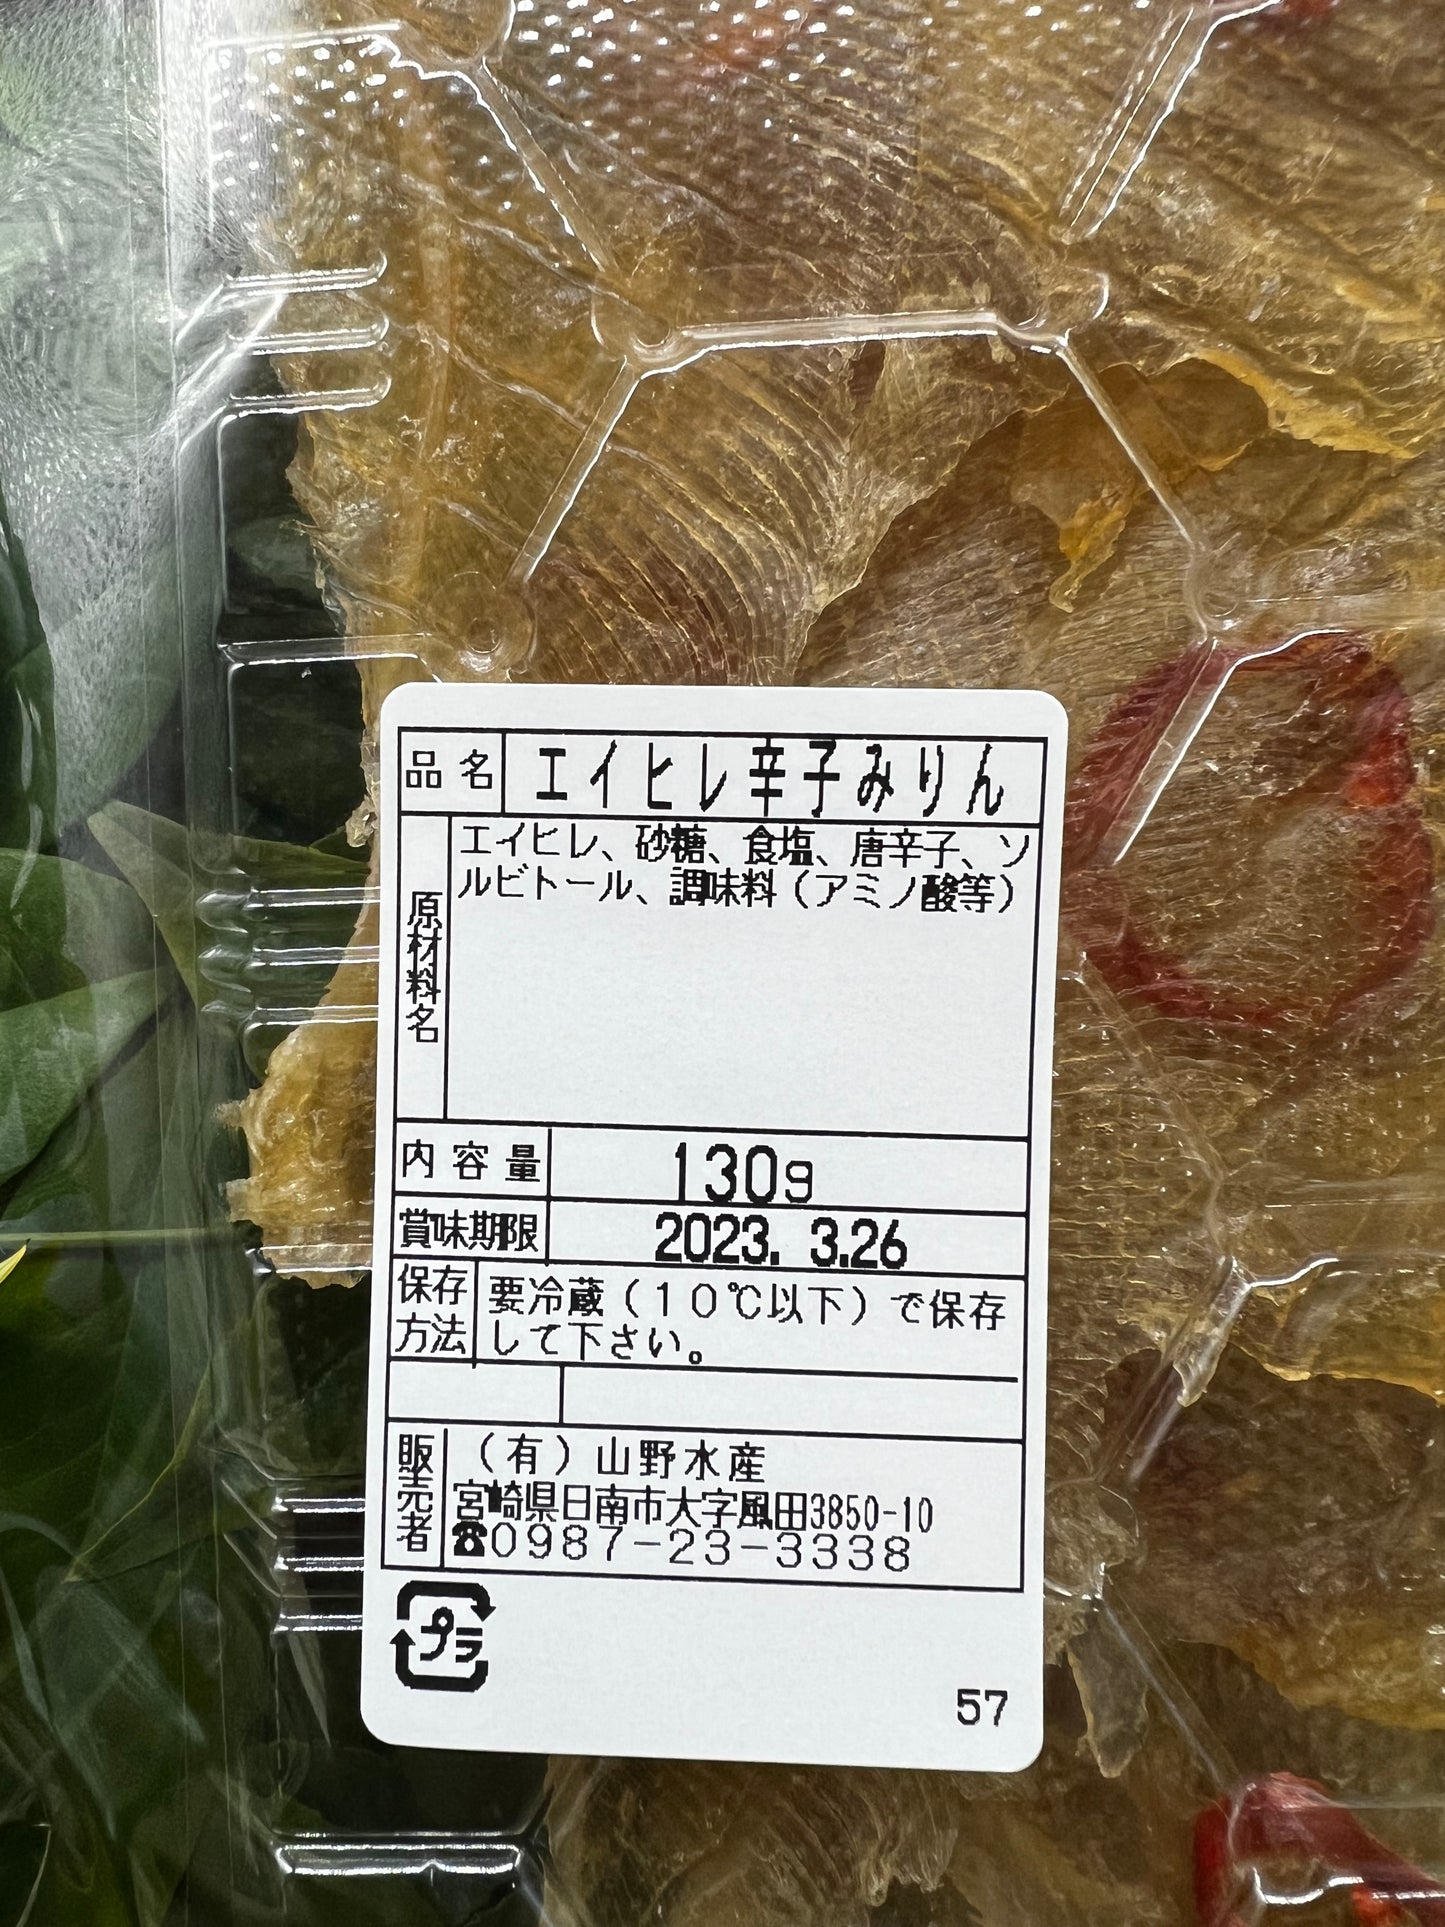 品名 エイヒレ辛子みりん
原材料名 エイヒレ、砂糖、食塩、唐辛子、ソ
ルビトール、調味料（アミノ酸等）
内容量 130g
賞味期限 2023. 3.26
保存方法 要冷蔵（１０℃以下）で保存
して下さい。
販売者 （有）山野水産
宮崎県日南市大字風田3850-10
☎0987-23-3338
プラ
57